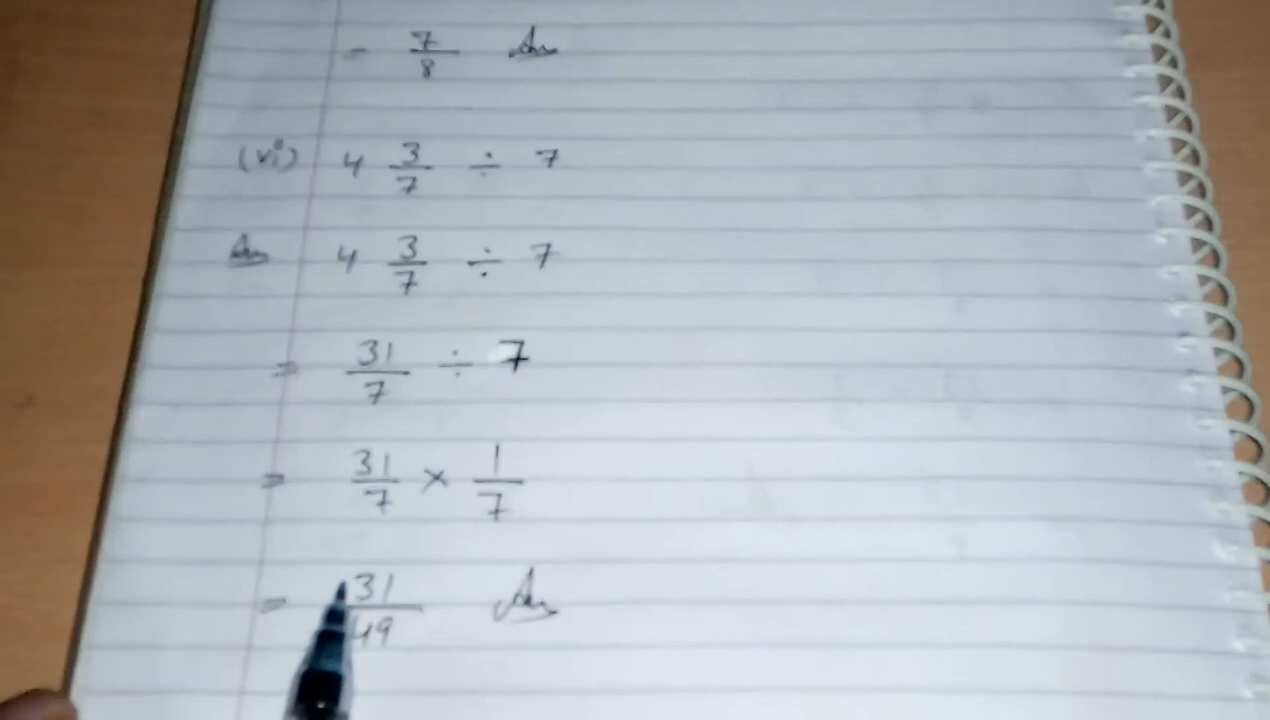 = 7/8 Ans
(vi) 4 3/7 ÷ 7
Ans 4 3/7 ÷ 7
= 31/7 ÷ 7
= 31/7 × 1/7
= 31/49 Ans